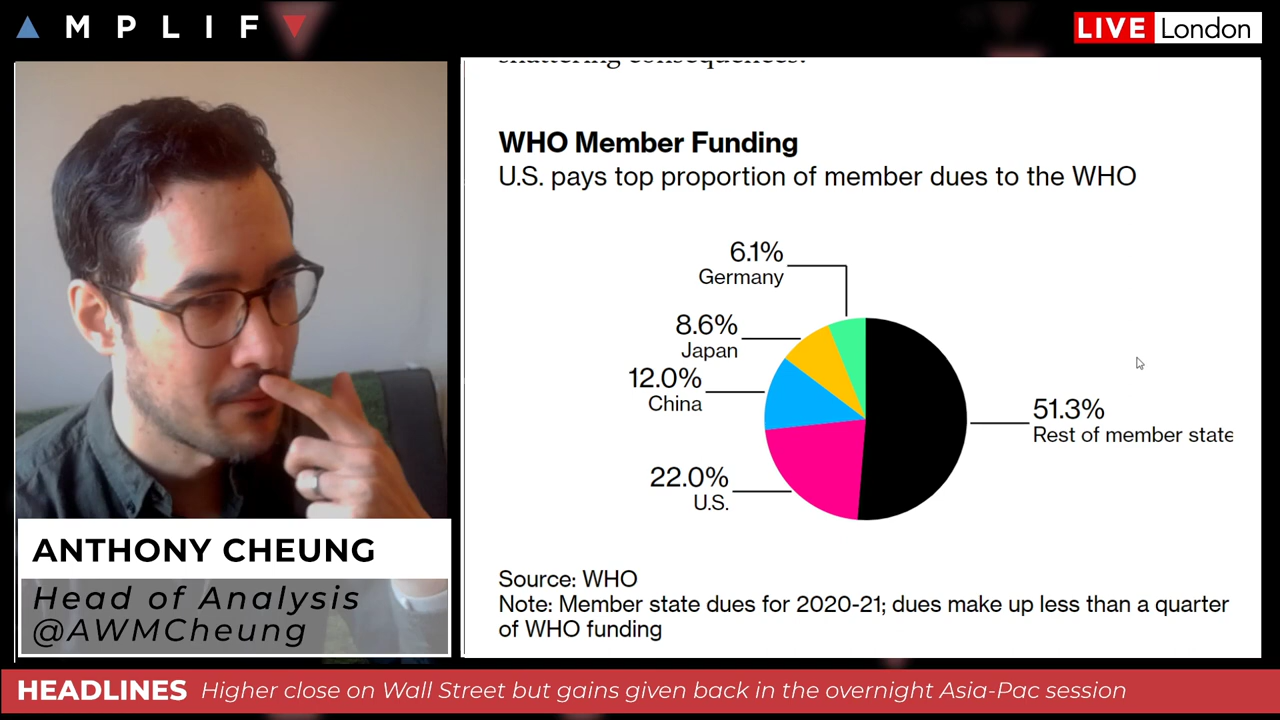 AMPLIFY
LIVE London
shattering consequences.
WHO Member Funding
U.S. pays top proportion of member dues to the WHO
6.1%
Germany
8.6%
Japan
12.0%
China
51.3%
Rest of member state
22.0%
U.S.
Source: WHO
Note: Member state dues for 2020-21; dues make up less than a quarter
of WHO funding
ANTHONY CHEUNG
Head of Analysis
@AWMCheung
HEADLINES Higher close on Wall Street but gains given back in the overnight Asia-Pac session